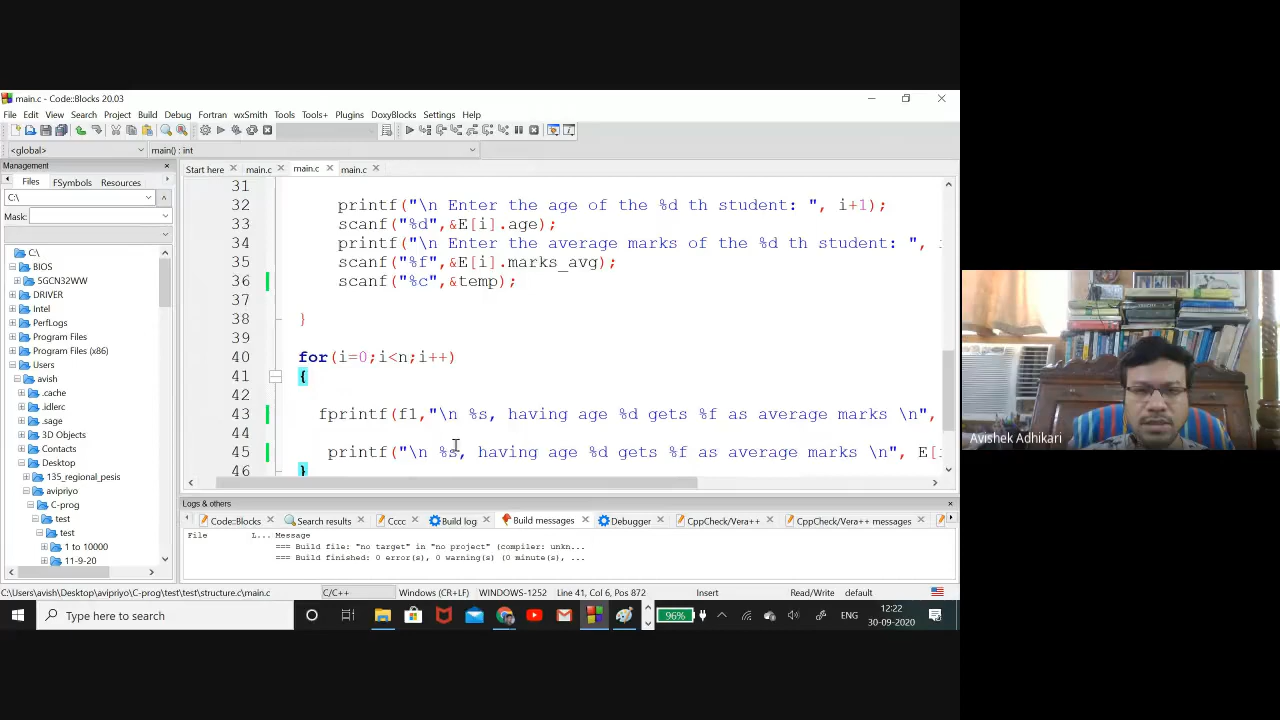 main.c - Code::Blocks 20.03
File Edit View Search Project Build Debug Fortran wxSmith Tools Tools+ Plugins DoxyBlocks Settings Help
<global> main() : int
Management
Start here main.c main.c main.c
Files FSymbols Resources
C:\
Mask:
C:\
BIOS
5GCN32WW
DRIVER
Intel
PerfLogs
Program Files
Program Files (x86)
Users
avish
.cache
.idlerc
.sage
3D Objects
Contacts
Desktop
135_regional_pesis
avipriyo
C-prog
test
test
1 to 10000
11-9-20
31
32 printf("\n Enter the age of the %d th student: ", i+1);
33 scanf("%d",&E[i].age);
34 printf("\n Enter the average marks of the %d th student: ",
35 scanf("%f",&E[i].marks_avg);
36 scanf("%c",&temp);
37
38 }
39
40 for(i=0;i<n;i++)
41 {
42
43 fprintf(f1,"\n %s, having age %d gets %f as average marks \n",
44
45 printf("\n %s, having age %d gets %f as average marks \n", E[
46 }
Logs & others
Code::Blocks Search results Cccc Build log Build messages Debugger CppCheck/Vera++ CppCheck/Vera++ messages
File L... Message
=== Build file: "no target" in "no project" (compiler: unkn...
=== Build finished: 0 error(s), 0 warning(s) (0 minute(s), ...
C:\Users\avish\Desktop\avipriyo\C-prog\test\test\structure.c\main.c C/C++ Windows (CR+LF) WINDOWS-1252 Line 41, Col 6, Pos 872 Insert Read/Write default
Type here to search
96%
ENG
12:22
30-09-2020
Avishek Adhikari